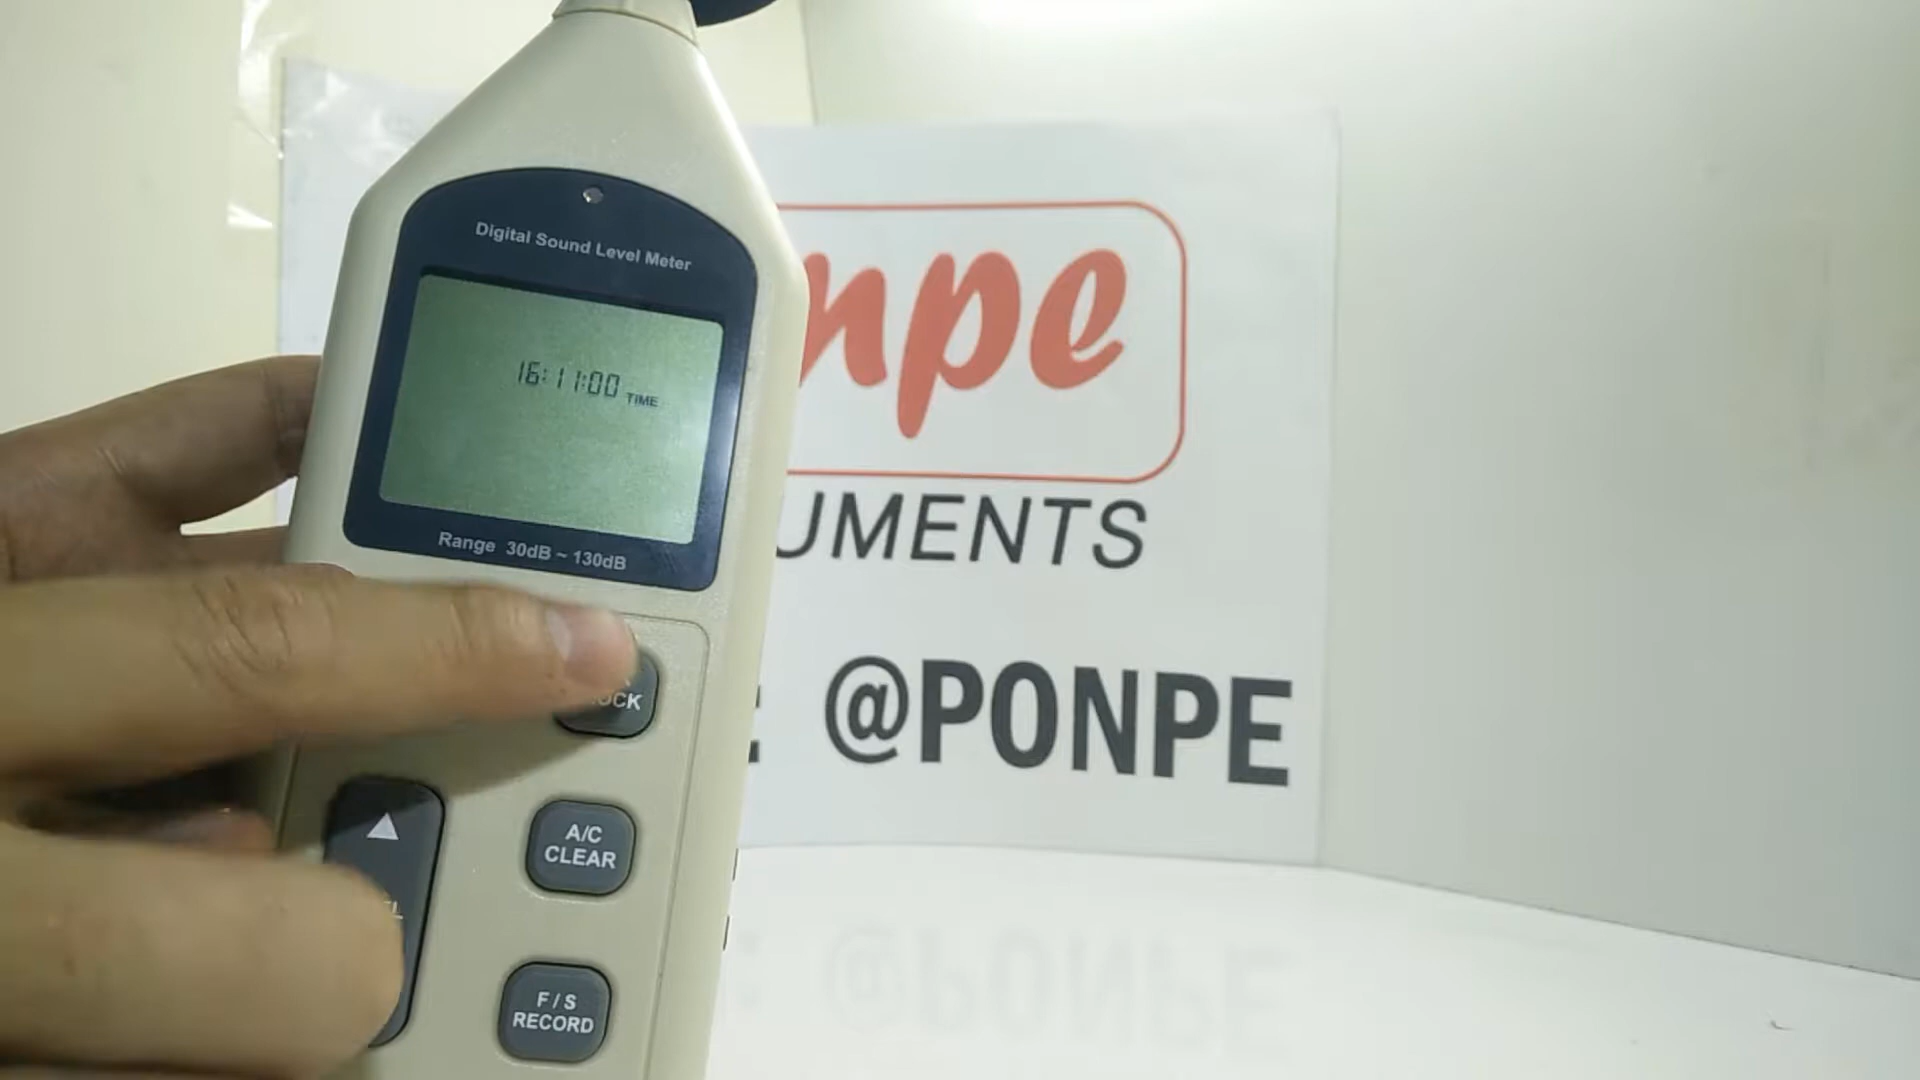 Digital Sound Level Meter
16:11:00 TIME
Range 30dB ~ 130dB
A/C
CLEAR
F/S
RECORD
npe
UMENTS
@PONPE